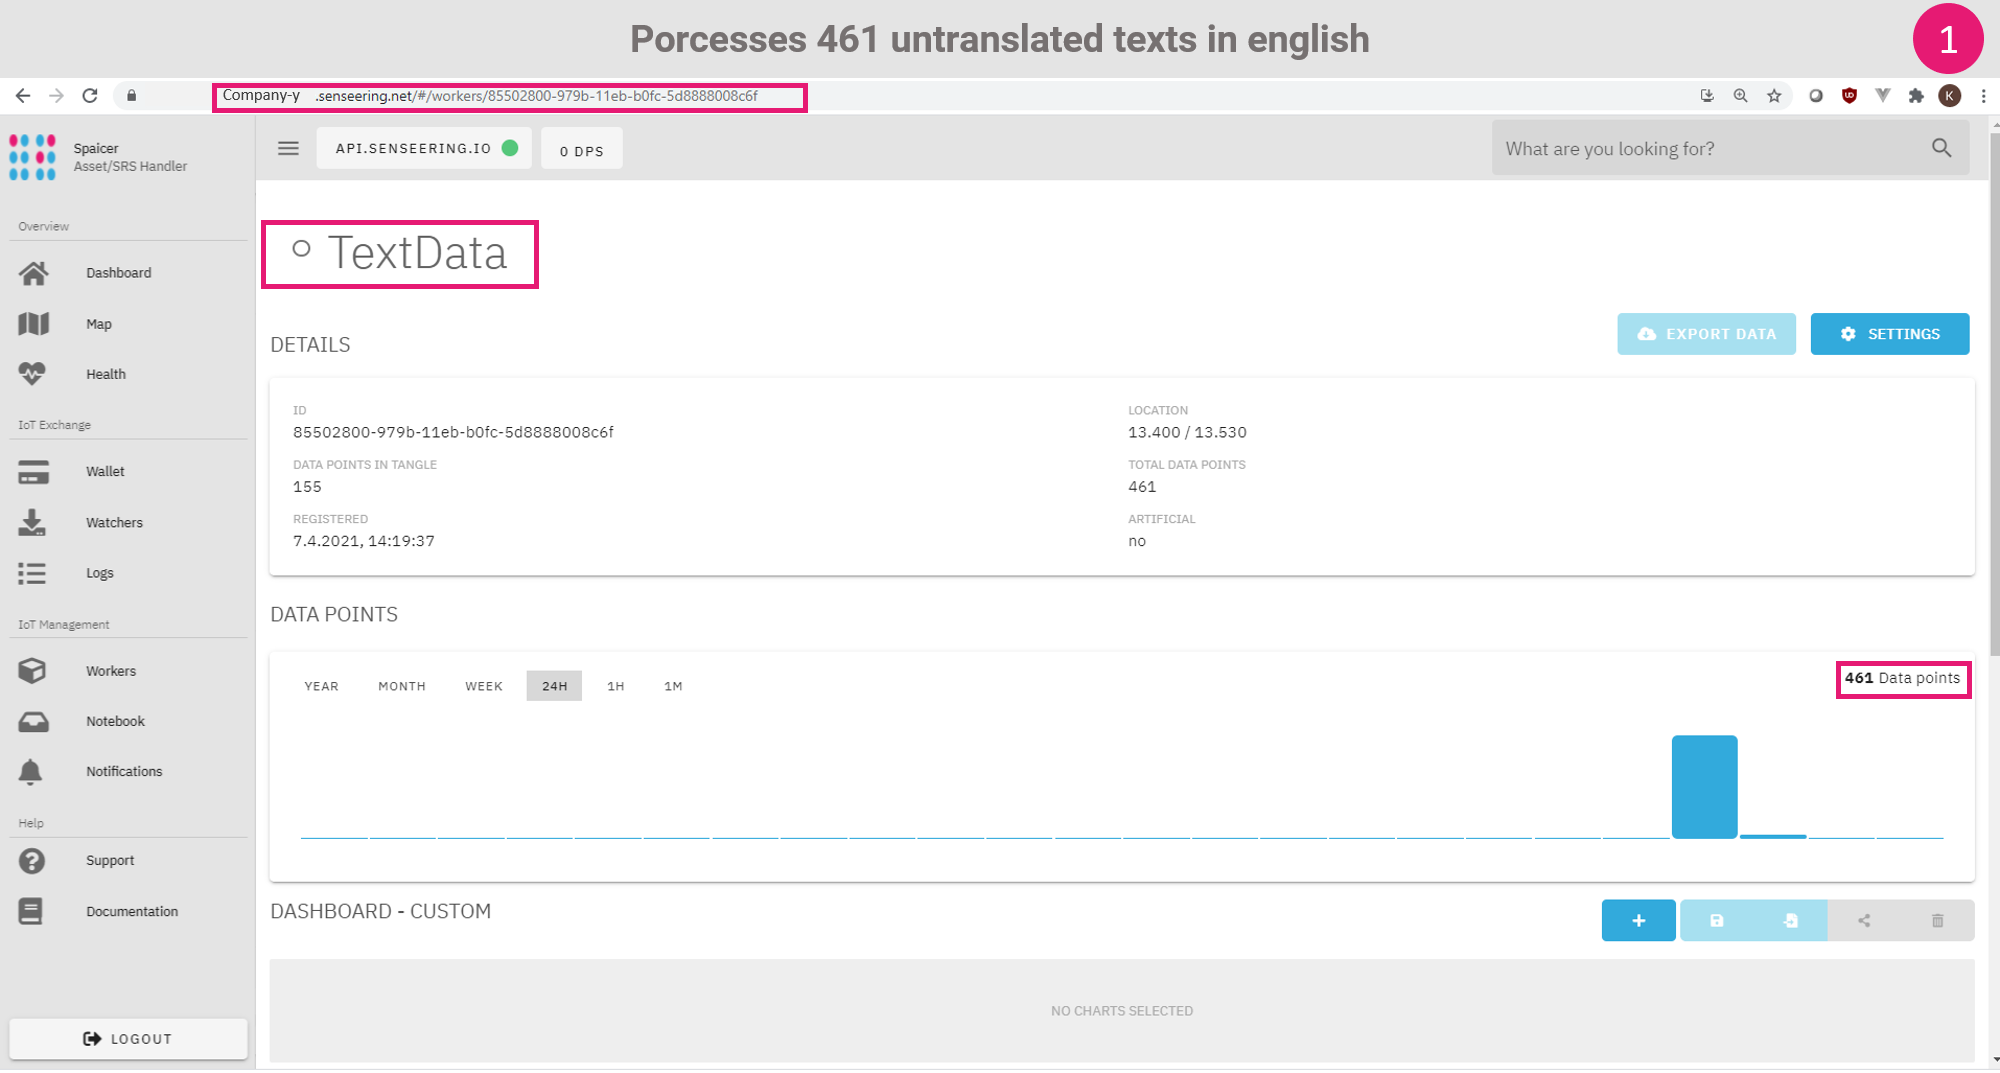 Porcesses 461 untranslated texts in english
1
Company-y .senseering.net/#/workers/85502800-979b-11eb-b0fc-5d8888008c6f
K
Spaicer
Asset/SRS Handler
API.SENSEERING.IO
0 DPS
What are you looking for?
Overview
Dashboard
Map
Health
IoT Exchange
Wallet
Watchers
Logs
IoT Management
Workers
Notebook
Notifications
Help
Support
Documentation
LOGOUT
TextData
DETAILS
EXPORT DATA
SETTINGS
ID
85502800-979b-11eb-b0fc-5d8888008c6f
LOCATION
13.400 / 13.530
DATA POINTS IN TANGLE
155
TOTAL DATA POINTS
461
REGISTERED
7.4.2021, 14:19:37
ARTIFICIAL
no
DATA POINTS
YEAR MONTH WEEK 24H 1H 1M
461 Data points
DASHBOARD - CUSTOM
NO CHARTS SELECTED